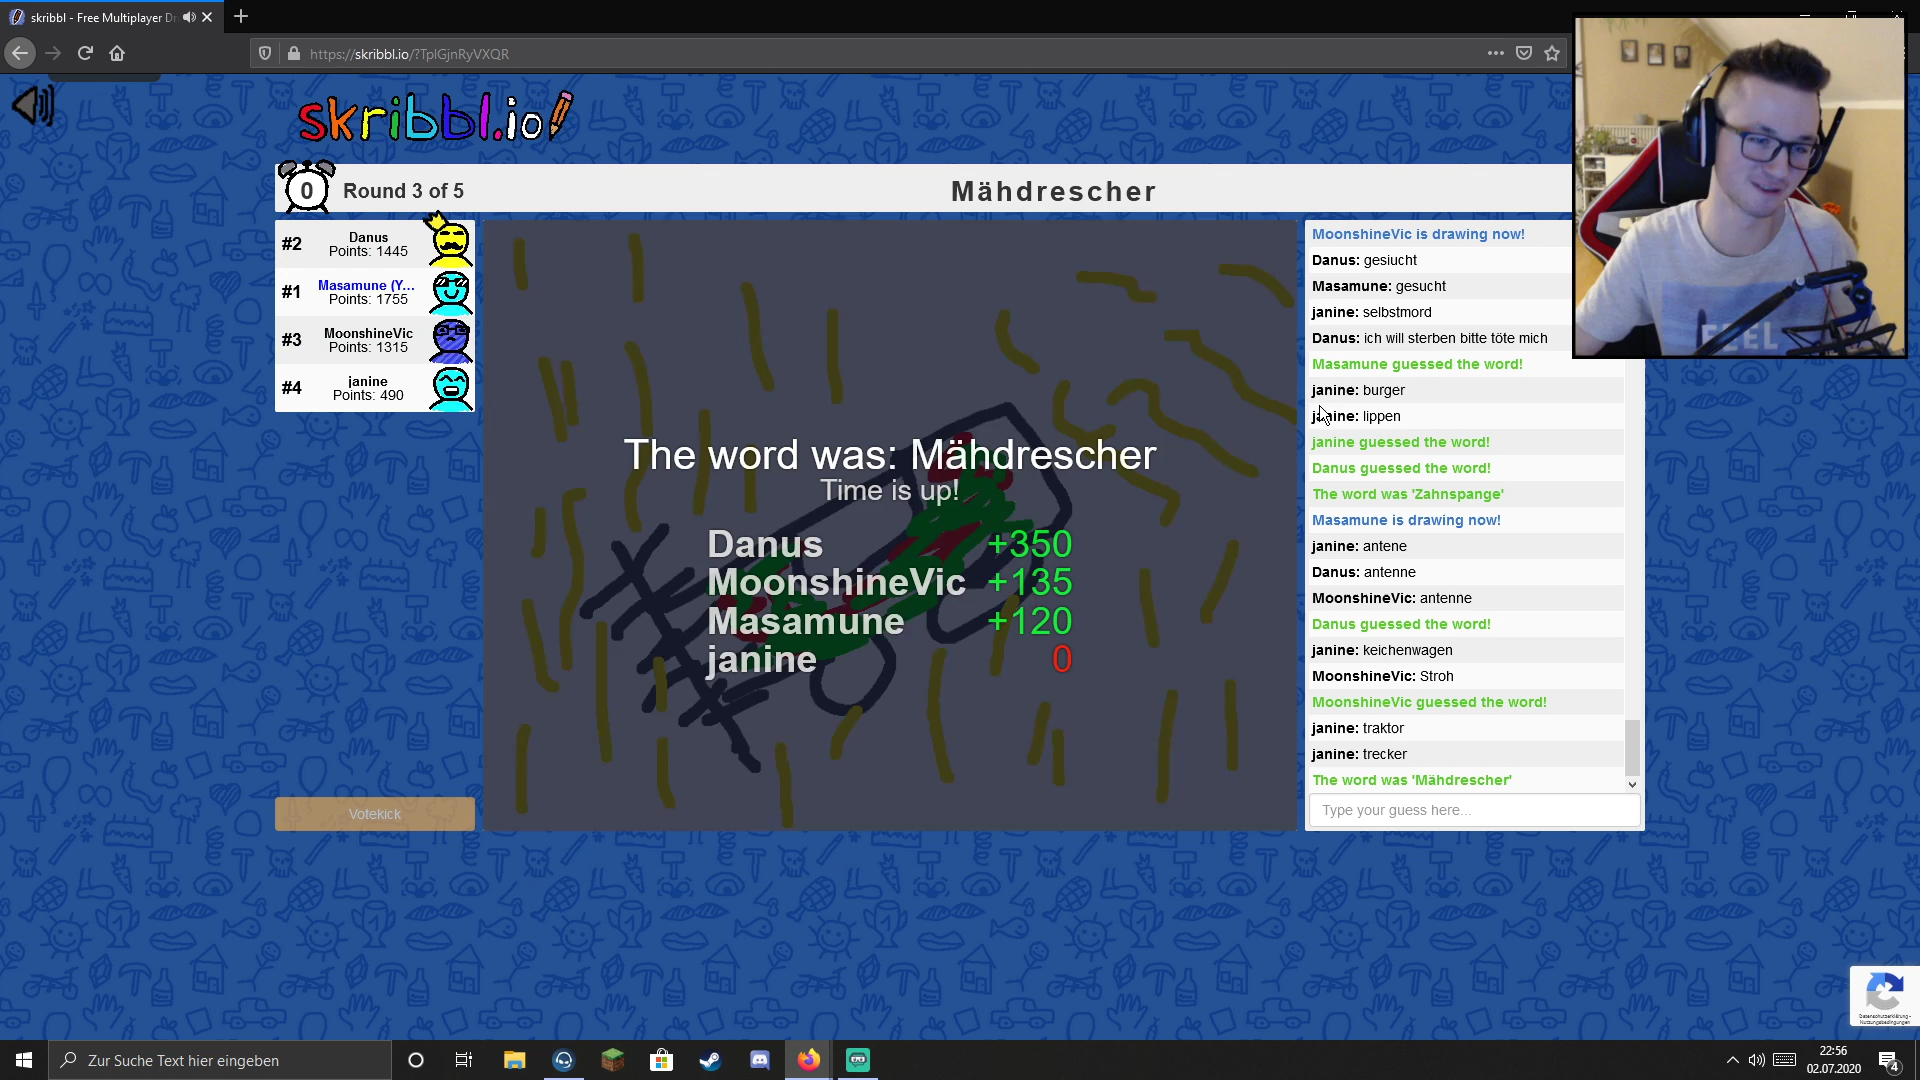 skribbl - Free Multiplayer Dr
https://skribbl.io/?TplGjnRyVXQR
skribbl.io
0
Round 3 of 5
Mähdrescher
#2
Danus
Points: 1445
#1
Masamune (Y...
Points: 1755
#3
MoonshineVic
Points: 1315
#4
janine
Points: 490
Votekick
The word was: Mähdrescher
Time is up!
Danus +350
MoonshineVic +135
Masamune +120
janine 0
MoonshineVic is drawing now!
Danus: gesiucht
Masamune: gesucht
janine: selbstmord
Danus: ich will sterben bitte töte mich
Masamune guessed the word!
janine: burger
janine: lippen
janine guessed the word!
Danus guessed the word!
The word was 'Zahnspange'
Masamune is drawing now!
janine: antene
Danus: antenne
MoonshineVic: antenne
Danus guessed the word!
janine: keichenwagen
MoonshineVic: Stroh
MoonshineVic guessed the word!
janine: traktor
janine: trecker
The word was 'Mähdrescher'
Type your guess here...
FEEL
Datenschutzerklärung -
Nutzungsbedingungen
Zur Suche Text hier eingeben
22:56
02.07.2020
4